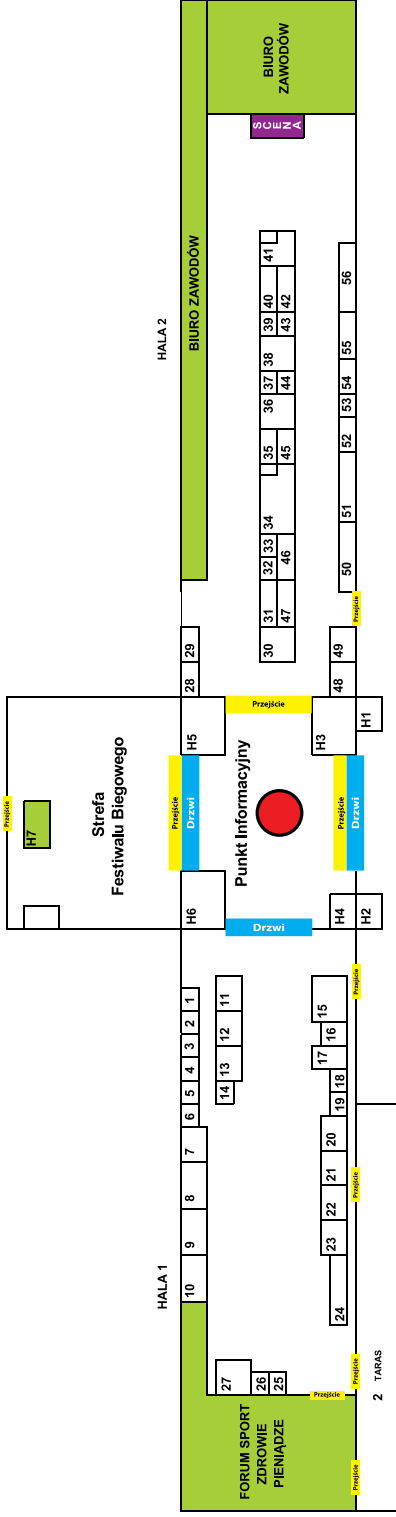 BIURO
ZAWODÓW
SCENA
BIURO ZAWODÓW
HALA 2
41
40
42
39
43
38
37
44
36
35
45
34
33
32
46
31
47
30
56
55
54
53
52
51
50
Przejście
29
28
49
48
Przejście
H5
H3
H1
Strefa
Festiwalu Biegowego
Przejście
H7
Przejście
Drzwi
Punkt Informacyjny
Przejście
Drzwi
H6
H4
H2
Drzwi
Przejście
1
2
3
4
5
6
7
8
9
10
11
12
13
14
15
16
17
18
19
20
21
22
23
24
Przejście
HALA 1
27
26
25
Przejście
Przejście
2 TARAS
FORUM SPORT
ZDROWIE
PIENIĄDZE
Przejście